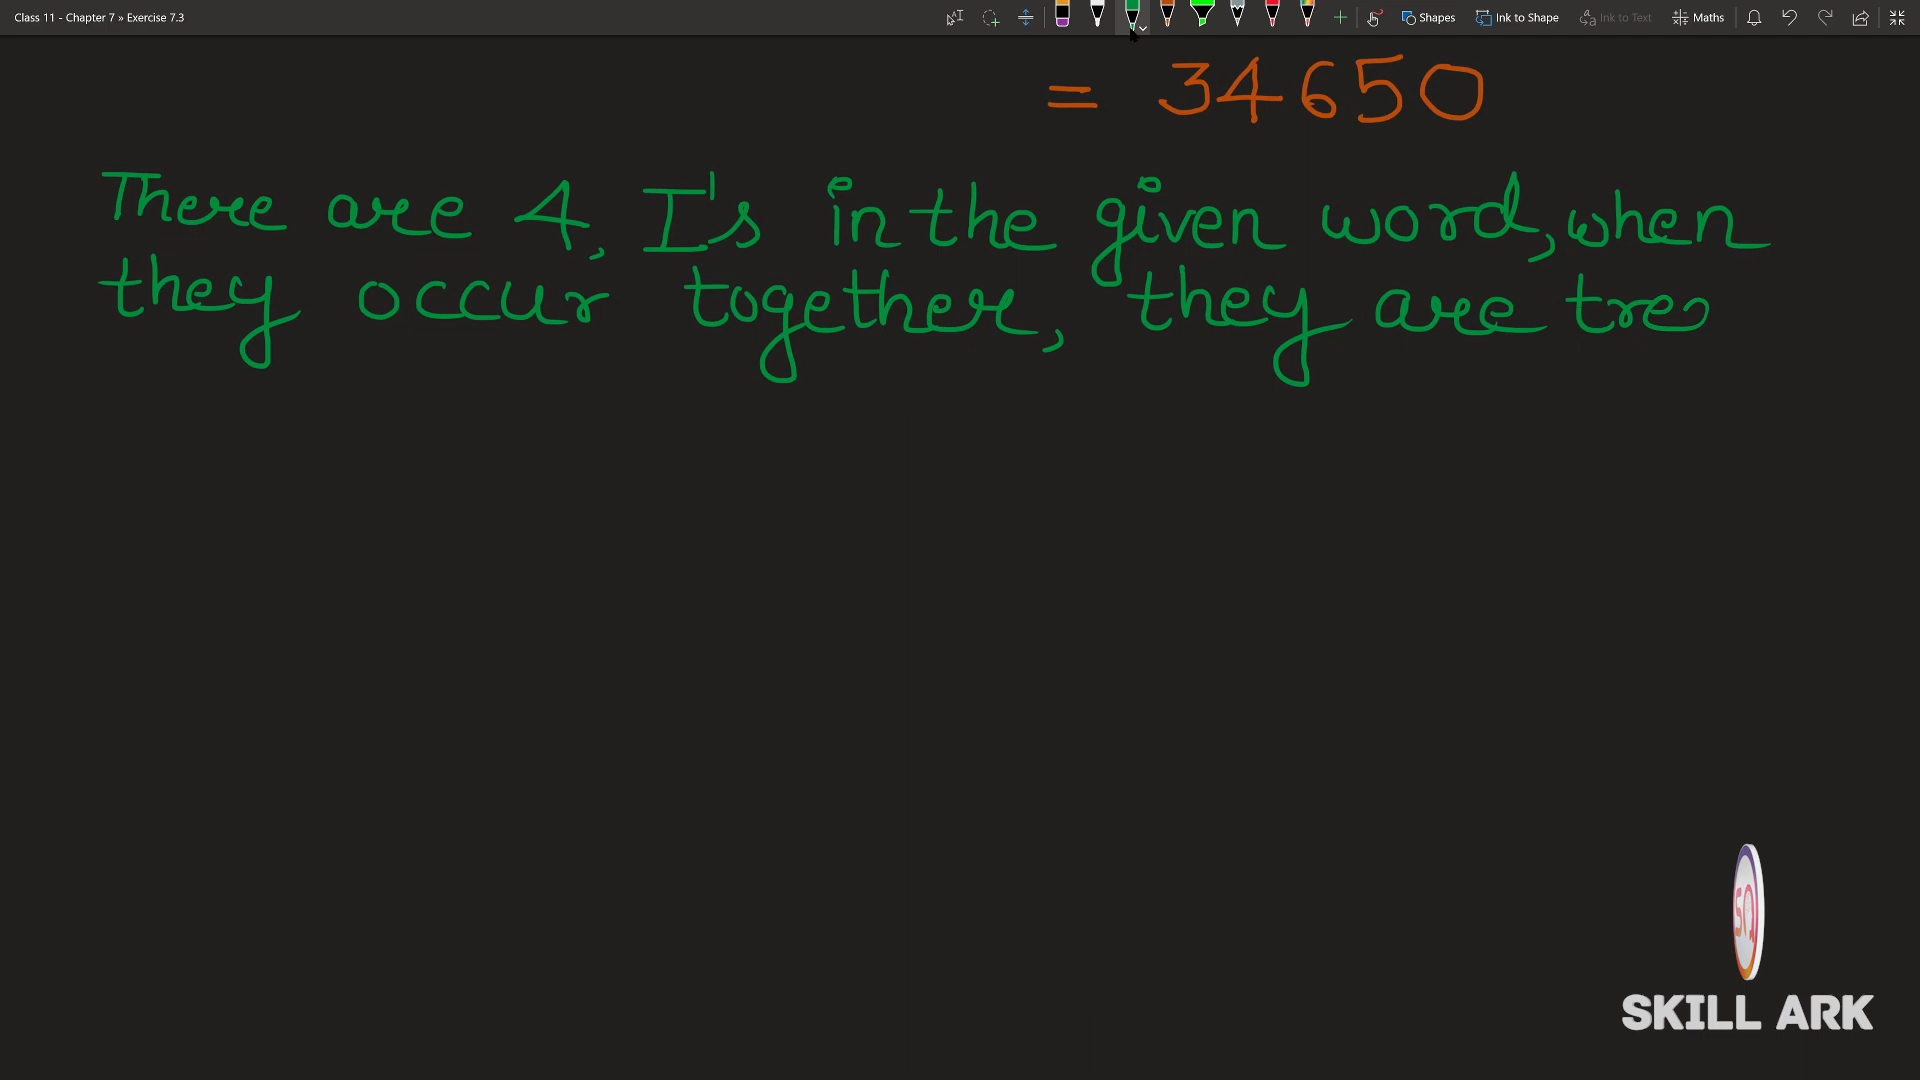 Class 11 - Chapter 7 » Exercise 7.3
Shapes Ink to Shape Ink to Text Maths
= 34650
There are 4, I's in the given word, when
they occur together, they are trea
SKILL ARK